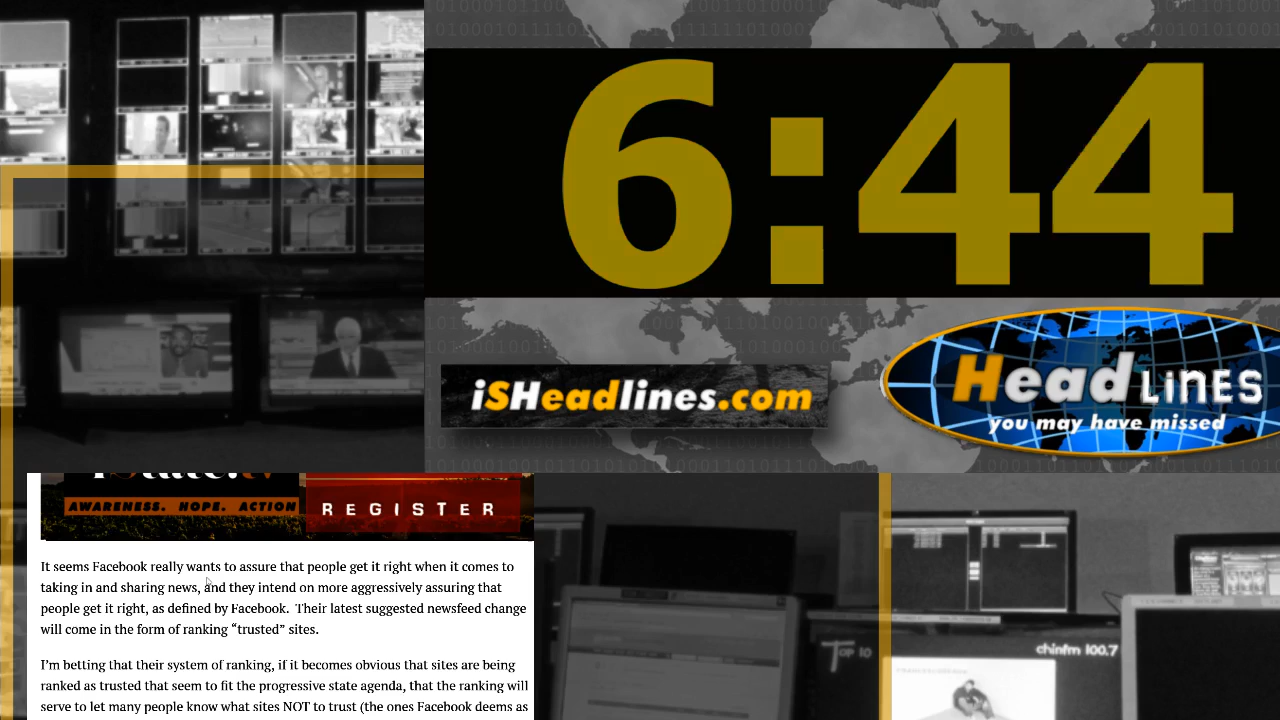 6:44
iSHeadlines.com
HeadLINES
you may have missed
AWARENESS. HOPE. ACTION
REGISTER
It seems Facebook really wants to assure that people get it right when it comes to
taking in and sharing news, and they intend on more aggressively assuring that
people get it right, as defined by Facebook. Their latest suggested newsfeed change
will come in the form of ranking “trusted” sites.
I'm betting that their system of ranking, if it becomes obvious that sites are being
ranked as trusted that seem to fit the progressive state agenda, that the ranking will
serve to let many people know what sites NOT to trust (the ones Facebook deems as
TOP 10
chinfm 100.7